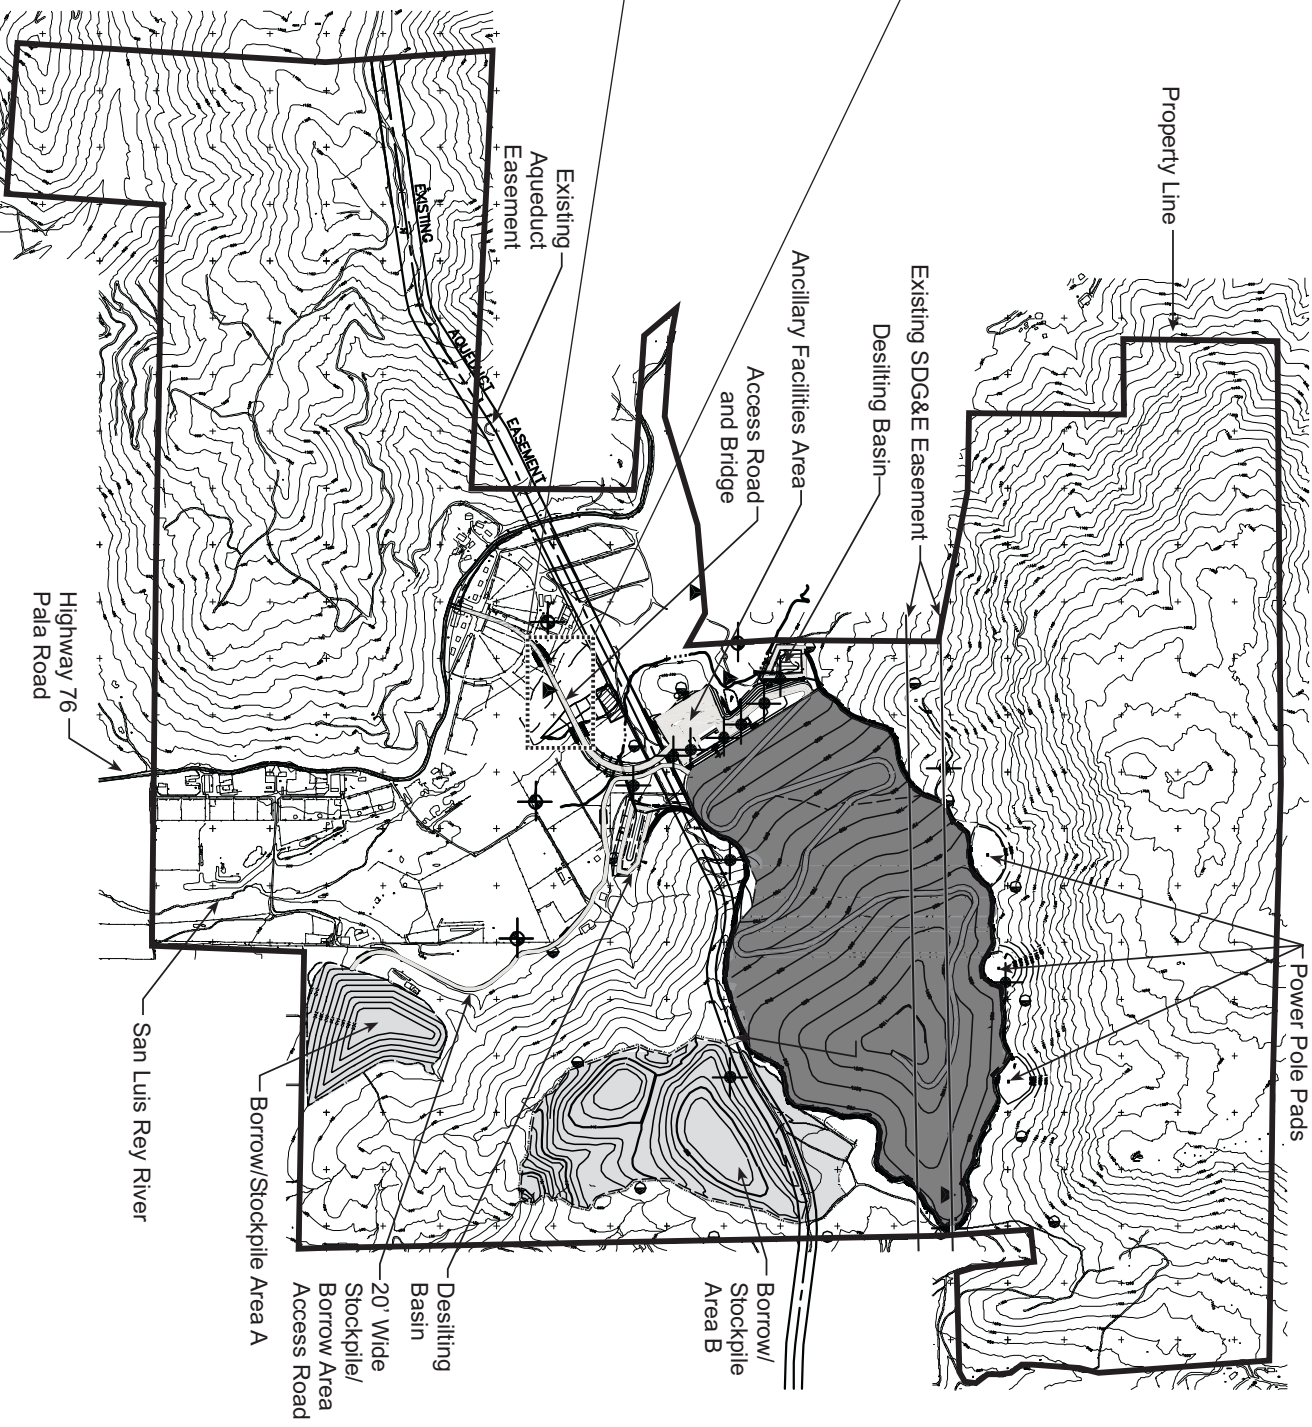 Property Line
Existing SDG&E Easement
Desilting Basin
Ancillary Facilities Area
Access Road
and Bridge
Existing
Aqueduct
Easement
EXISTING
AQUEDUCT
EASEMENT
Power Pole Pads
Highway 76
Pala Road
San Luis Rey River
Borrow/Stockpile Area A
20' Wide
Stockpile/
Borrow Area
Access Road
Desilting
Basin
Borrow/
Stockpile
Area B